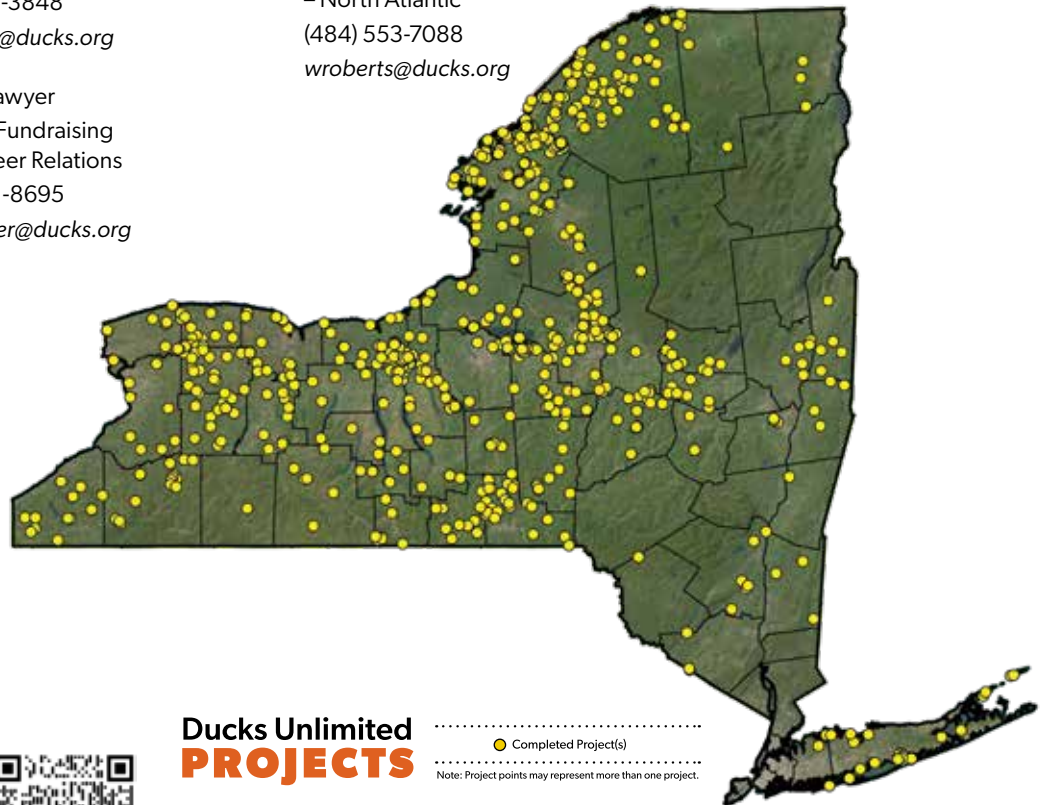 -3848
@ducks.org
awyer
Fundraising
eer Relations
-8695
er@ducks.org
– North Atlantic
(484) 553-7088
wroberts@ducks.org
Ducks Unlimited
PROJECTS
Completed Project(s)
Note: Project points may represent more than one project.